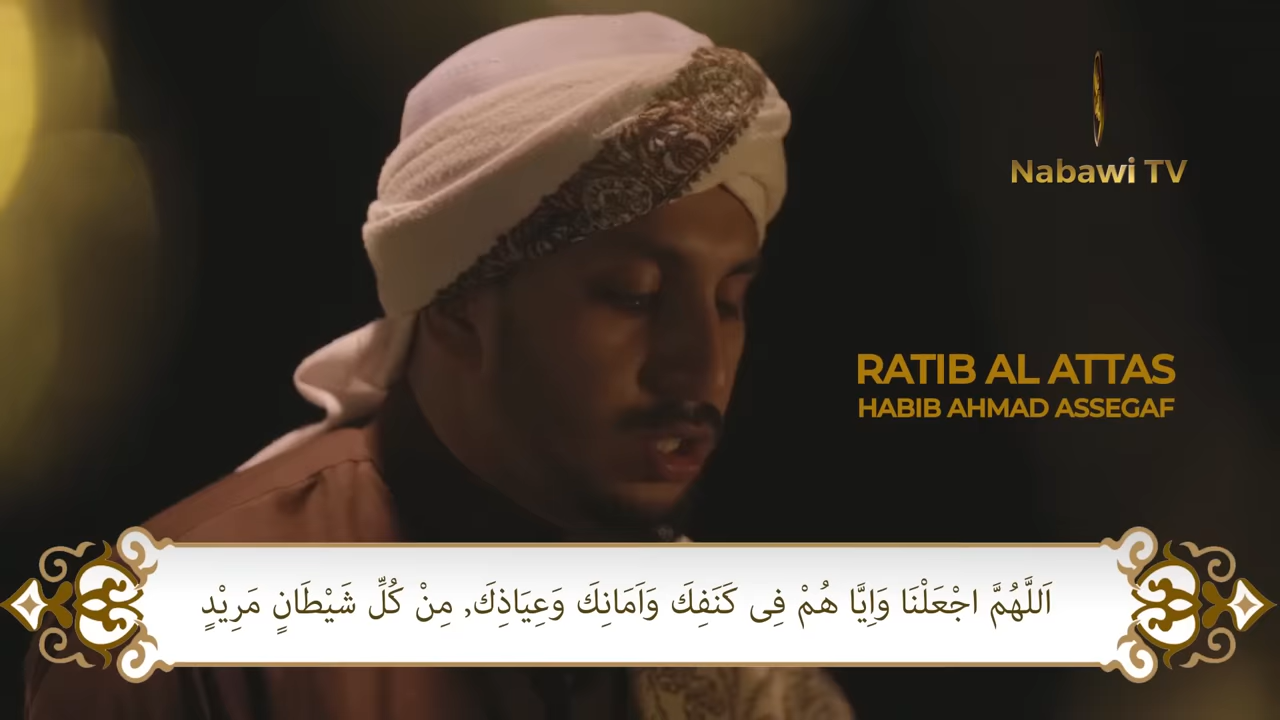 Nabawi TV
RATIB AL ATTAS
HABIB AHMAD ASSEGAF
اَللَّهُمَّ اجْعَلْنَا وَاِيَّا هُمْ فِى كَنَفِكَ وَاَمَانِكَ وَعِيَاذِكَ, مِنْ كُلِّ شَيْطَانٍ مَرِيْدٍ